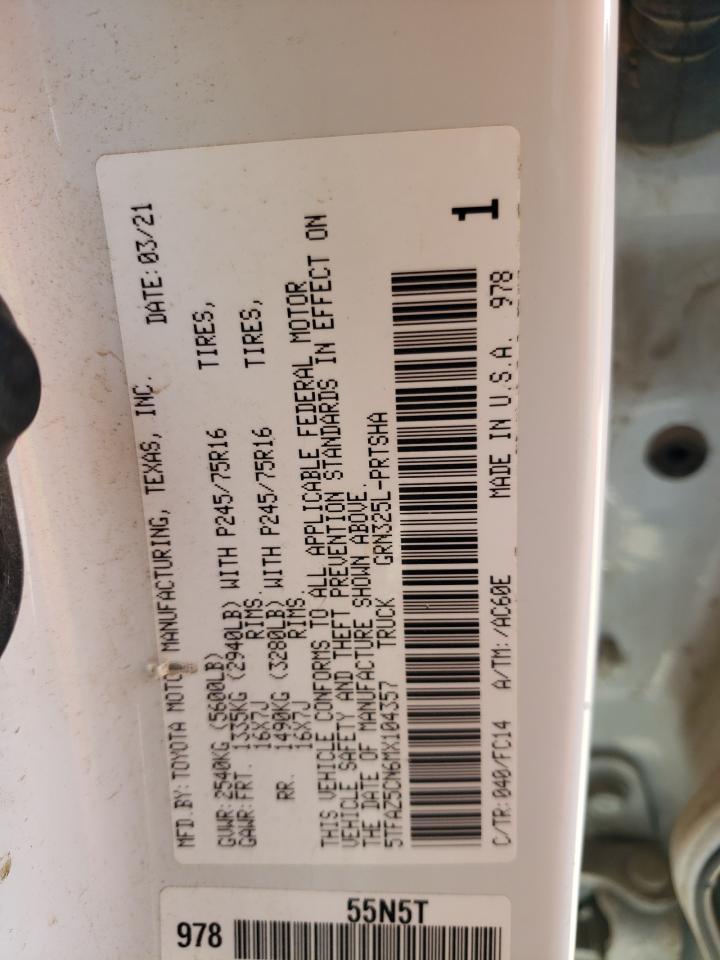 MFD.BY: TOYOTA MOTOR MANUFACTURING, TEXAS, INC. DATE:03/21
GVWR:2540KG (5600LB)
GAWR:FRT. 1335KG (2940LB) WITH P245/75R16 TIRES,
16X7J RIMS.
RR. 1490KG (3280LB) WITH P245/75R16 TIRES,
16X7J RIMS.
THIS VEHICLE CONFORMS TO ALL APPLICABLE FEDERAL MOTOR
VEHICLE SAFETY AND THEFT PREVENTION STANDARDS IN EFFECT ON
THE DATE OF MANUFACTURE SHOWN ABOVE.
5TFAZ5CN6MX104357 TRUCK GRN325L-PRTSHA
1
C/TR:040/FC14 A/TM:/AC60E MADE IN U.S.A. 978
55N5T
978